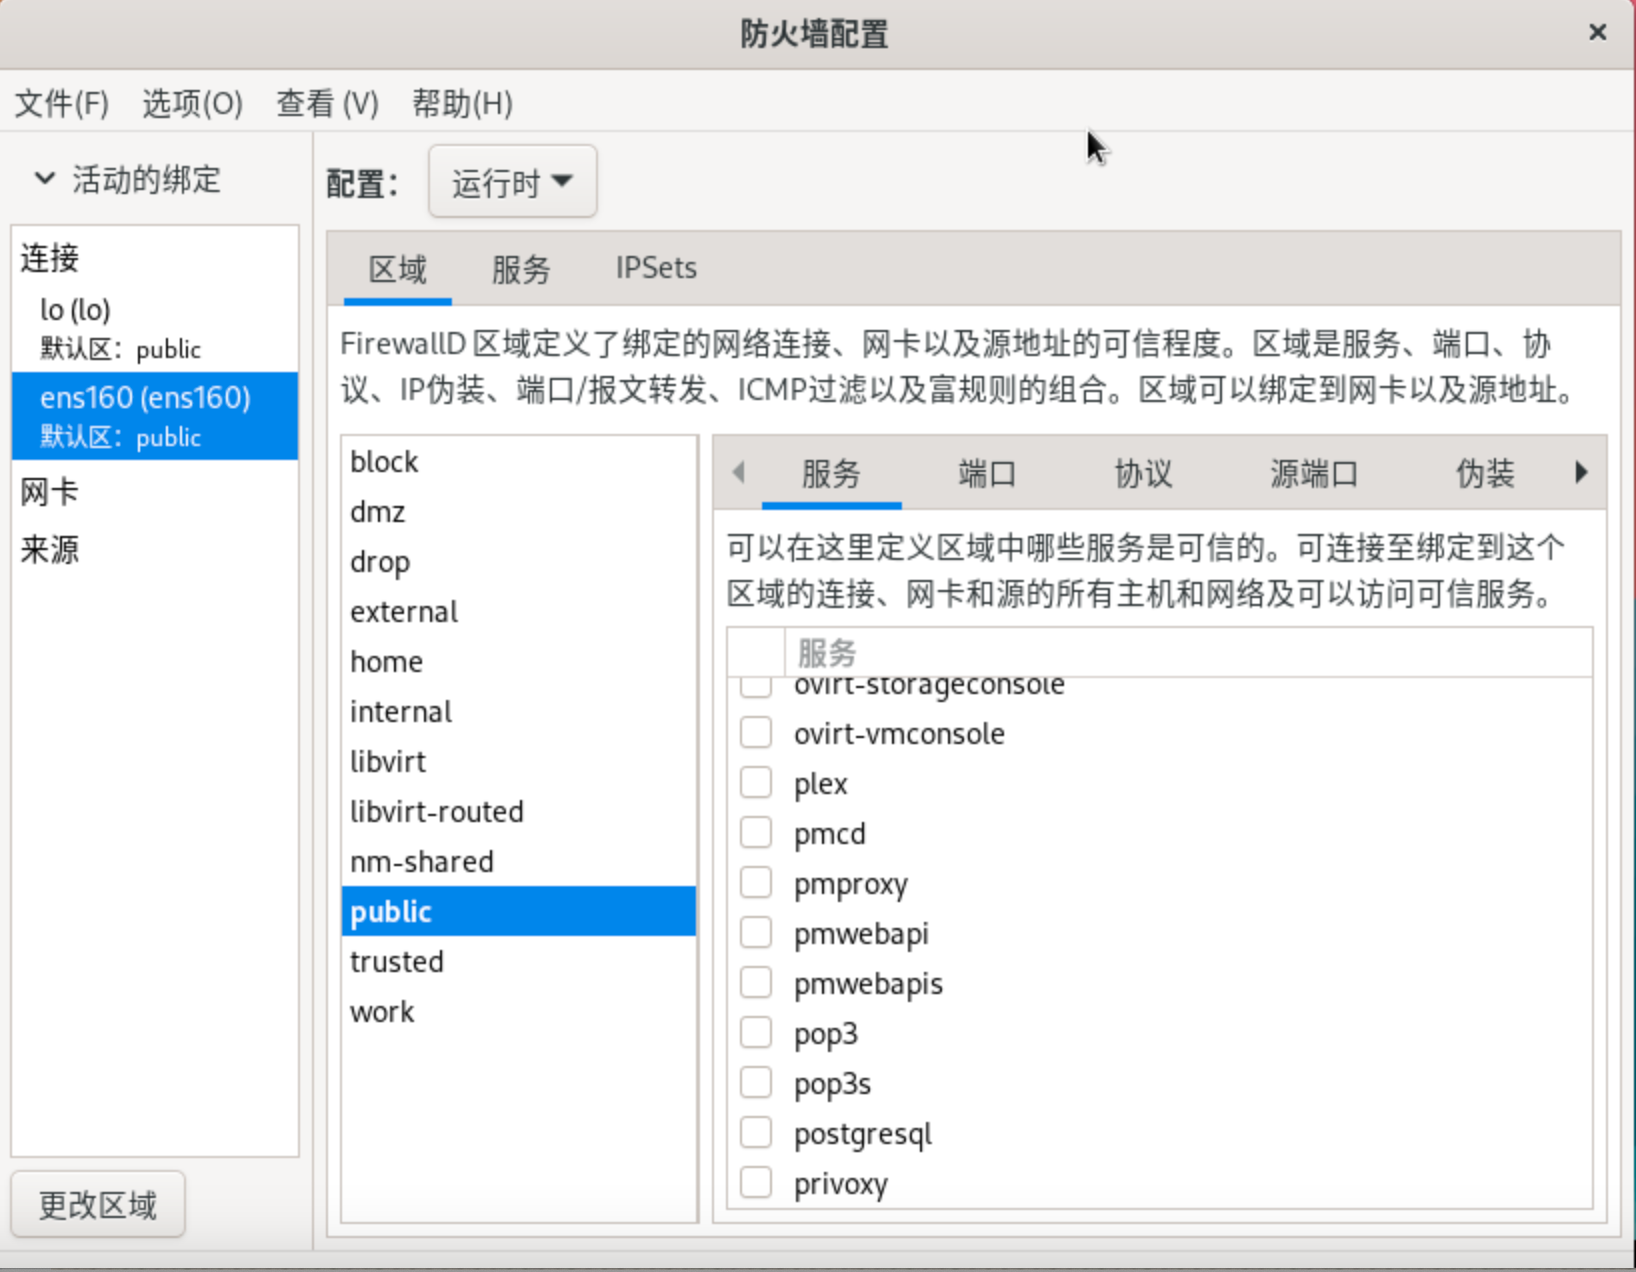 防火墙配置
文件(F) 选项(O) 查看 (V) 帮助(H)
活动的绑定
连接
lo (lo)
默认区：public
ens160 (ens160)
默认区：public
网卡
来源
更改区域
配置： 运行时
区域 服务 IPSets
FirewallD 区域定义了绑定的网络连接、网卡以及源地址的可信程度。区域是服务、端口、协
议、IP伪装、端口/报文转发、ICMP过滤以及富规则的组合。区域可以绑定到网卡以及源地址。
block
dmz
drop
external
home
internal
libvirt
libvirt-routed
nm-shared
public
trusted
work
服务 端口 协议 源端口 伪装
可以在这里定义区域中哪些服务是可信的。可连接至绑定到这个
区域的连接、网卡和源的所有主机和网络及可以访问可信服务。
服务
ovirt-storageconsole
ovirt-vmconsole
plex
pmcd
pmproxy
pmwebapi
pmwebapis
pop3
pop3s
postgresql
privoxy